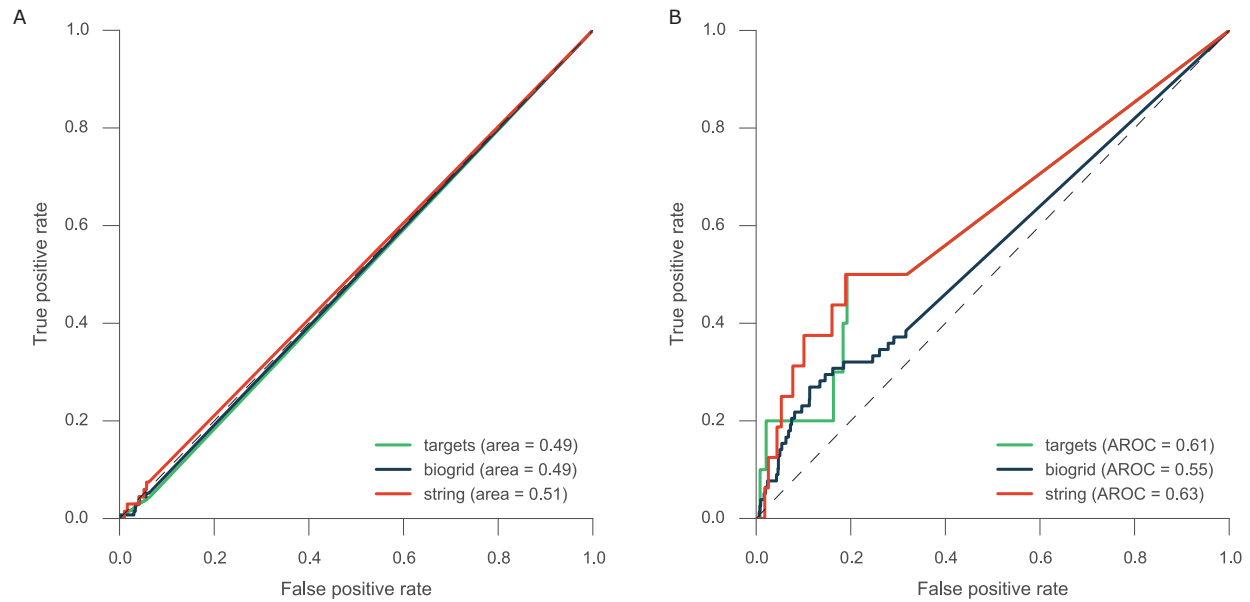 A
1.0
0.8
0.6
0.4
0.2
0.0
True positive rate
0.0
0.2
0.4
0.6
0.8
1.0
False positive rate
targets (area = 0.49)
biogrid (area = 0.49)
string (area = 0.51)
B
1.0
0.8
0.6
0.4
0.2
0.0
True positive rate
0.0
0.2
0.4
0.6
0.8
1.0
False positive rate
targets (AROC = 0.61)
biogrid (AROC = 0.55)
string (AROC = 0.63)